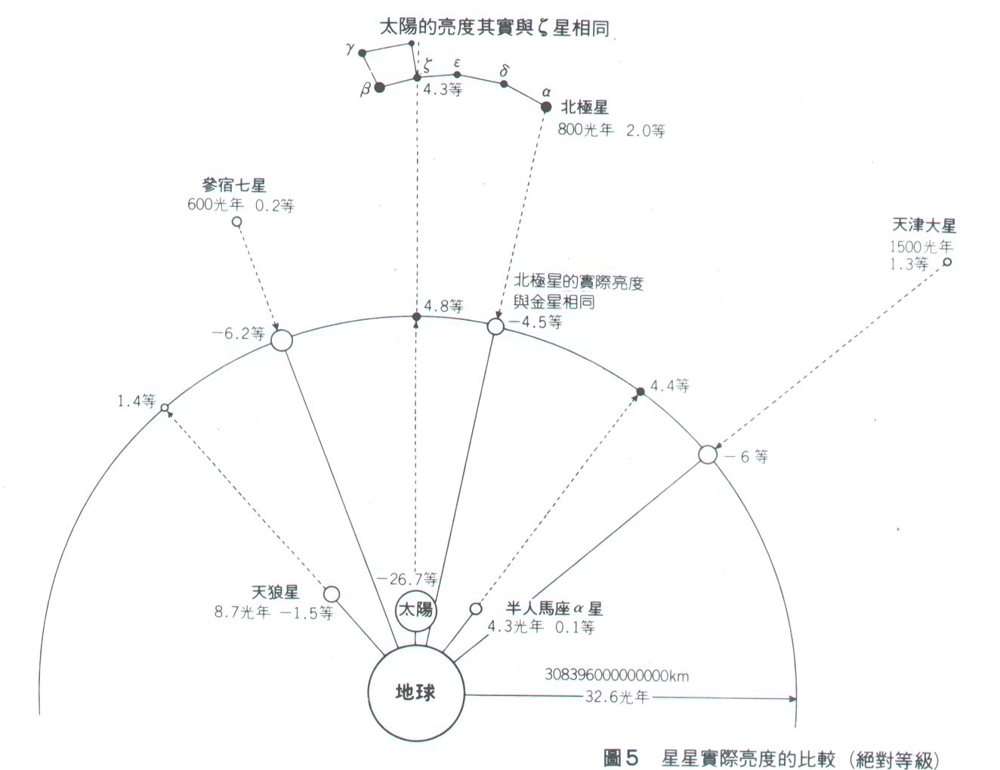 太陽的亮度其實與ζ星相同
γ
β
ζ
4.3等
ε
δ
α
北極星
800光年 2.0等
參宿七星
600光年 0.2等
天津大星
1500光年
1.3等
北極星的實際亮度
與金星相同
-4.5等
4.8等
-6.2等
1.4等
4.4等
-6等
-26.7等
太陽
天狼星
8.7光年 -1.5等
半人馬座α星
4.3光年 0.1等
地球
308396000000000km
32.6光年
圖5 星星實際亮度的比較（絕對等級）